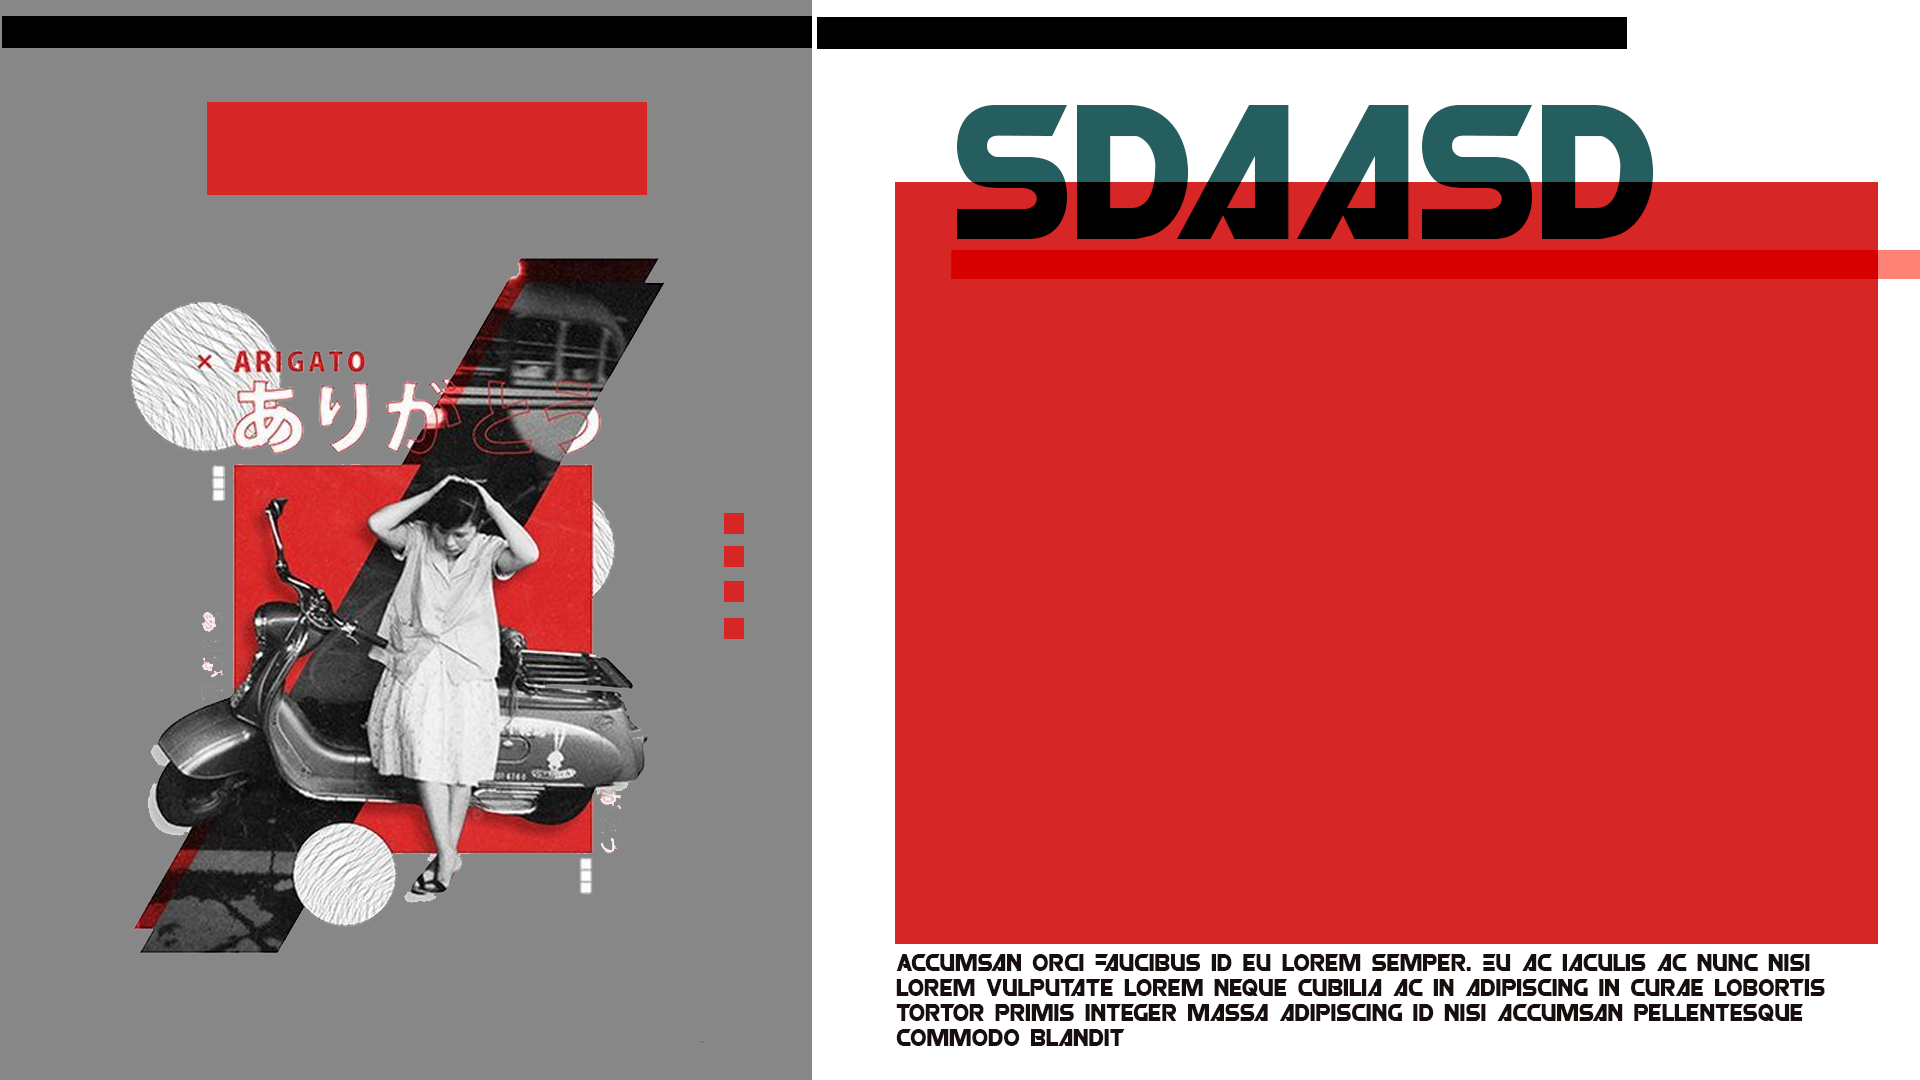 × ARIGATO
ありがとう
SDAASD
ACCUMSAN ORCI FAUCIBUS ID EU LOREM SEMPER. EU AC IACULIS AC NUNC NISI
LOREM VULPUTATE LOREM NEQUE CUBILIA AC IN ADIPISCING IN CURAE LOBORTIS
TORTOR PRIMIS INTEGER MASSA ADIPISCING ID NISI ACCUMSAN PELLENTESQUE
COMMODO BLANDIT